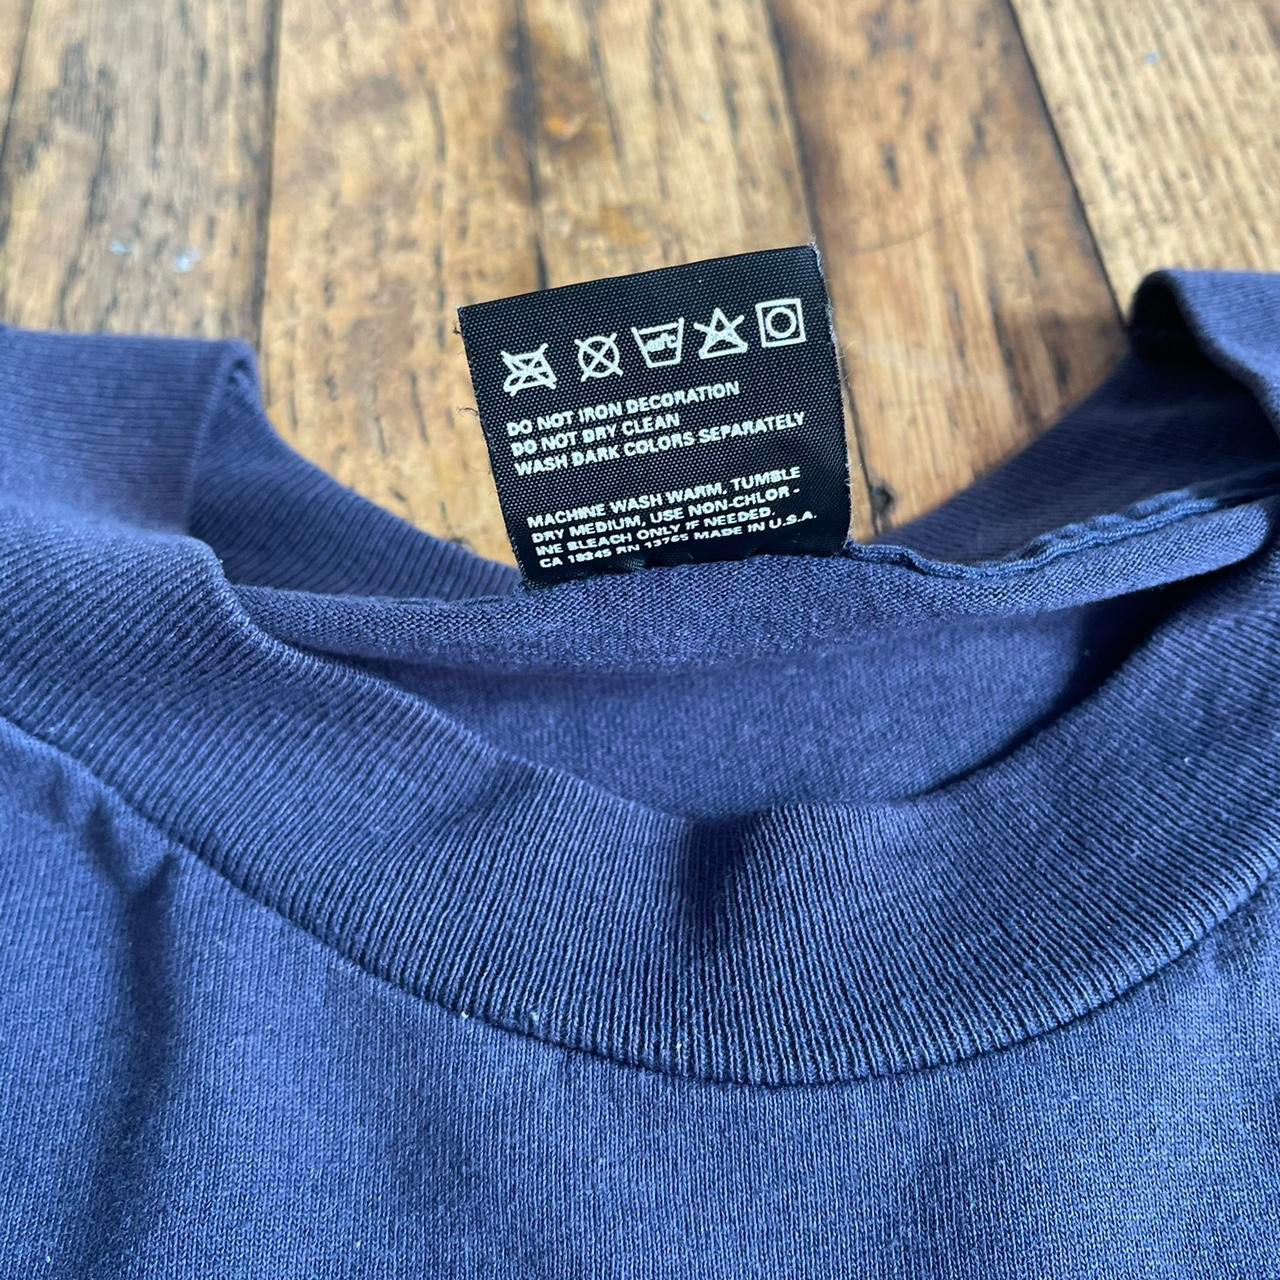 DO NOT IRON DECORATION
DO NOT DRY CLEAN
WASH DARK COLORS SEPARATELY
MACHINE WASH WARM, TUMBLE
DRY MEDIUM, USE NON-CHLOR-
INE BLEACH ONLY IF NEEDED.
CA 18345 RN 13765 MADE IN U.S.A.